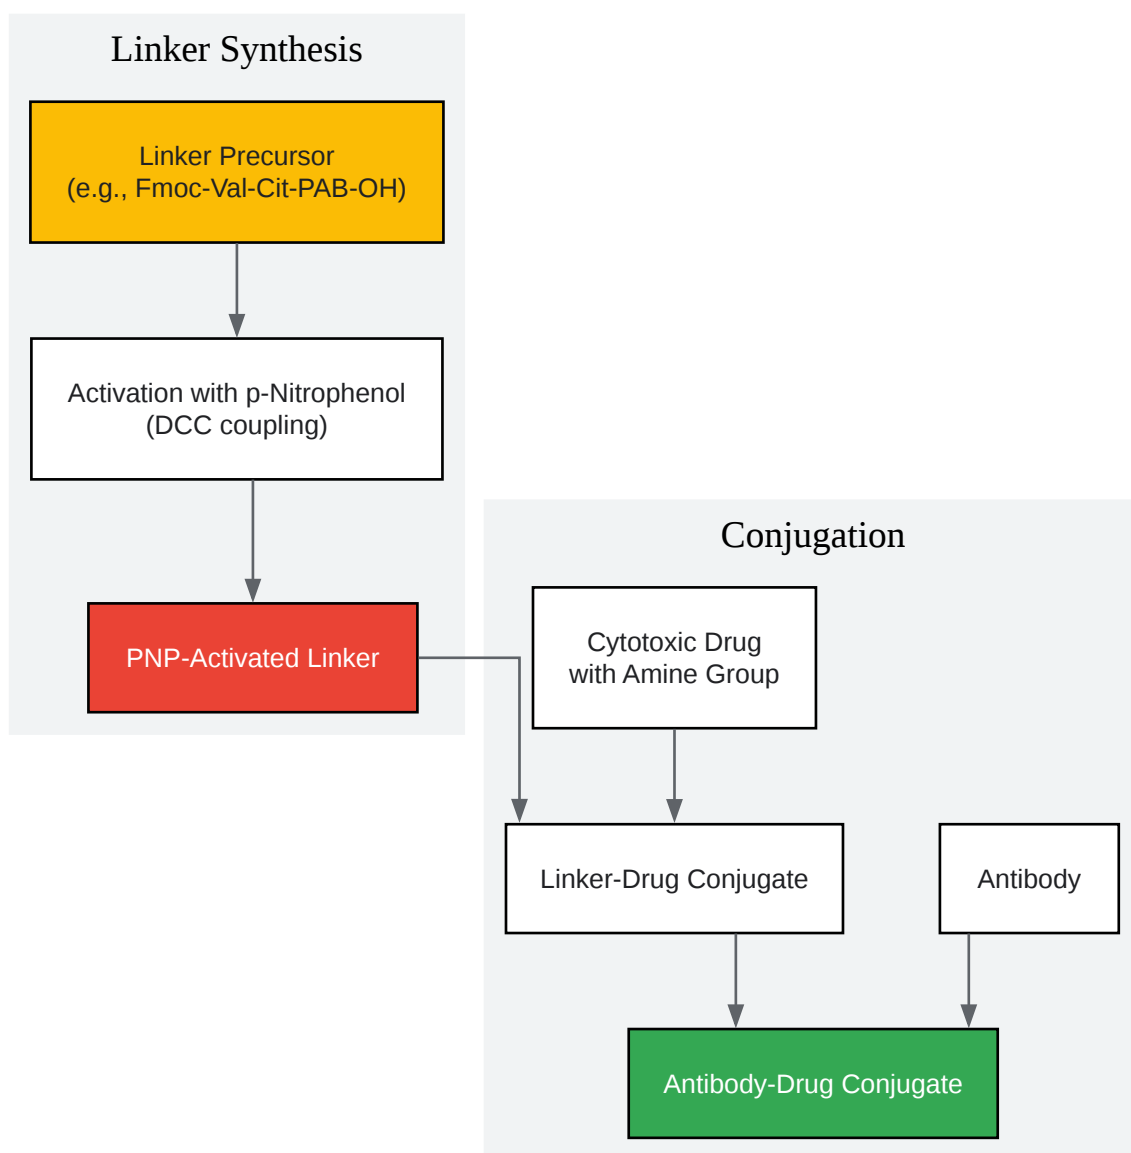 Linker Synthesis
Linker Precursor
(e.g., Fmoc-Val-Cit-PAB-OH)
Activation with p-Nitrophenol
(DCC coupling)
PNP-Activated Linker
Conjugation
Cytotoxic Drug
with Amine Group
Linker-Drug Conjugate
Antibody
Antibody-Drug Conjugate